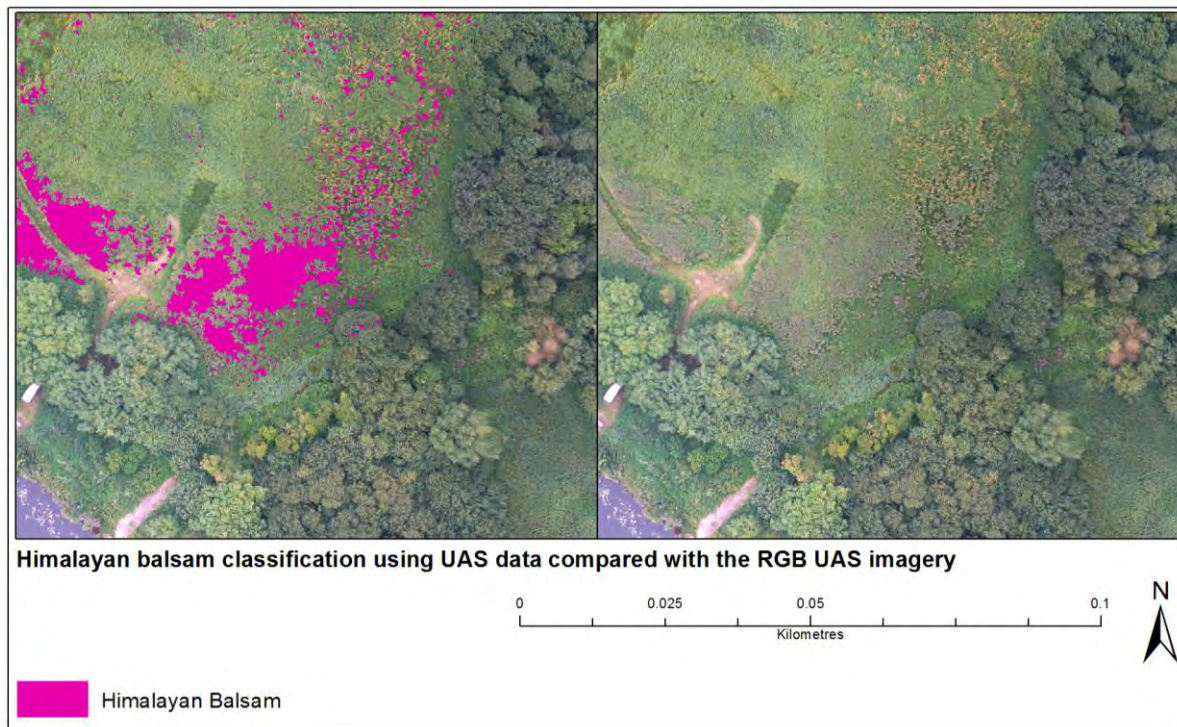 Himalayan balsam classification using UAS data compared with the RGB UAS imagery
0 0.025 0.05 0.1
Kilometres
N
Himalayan Balsam